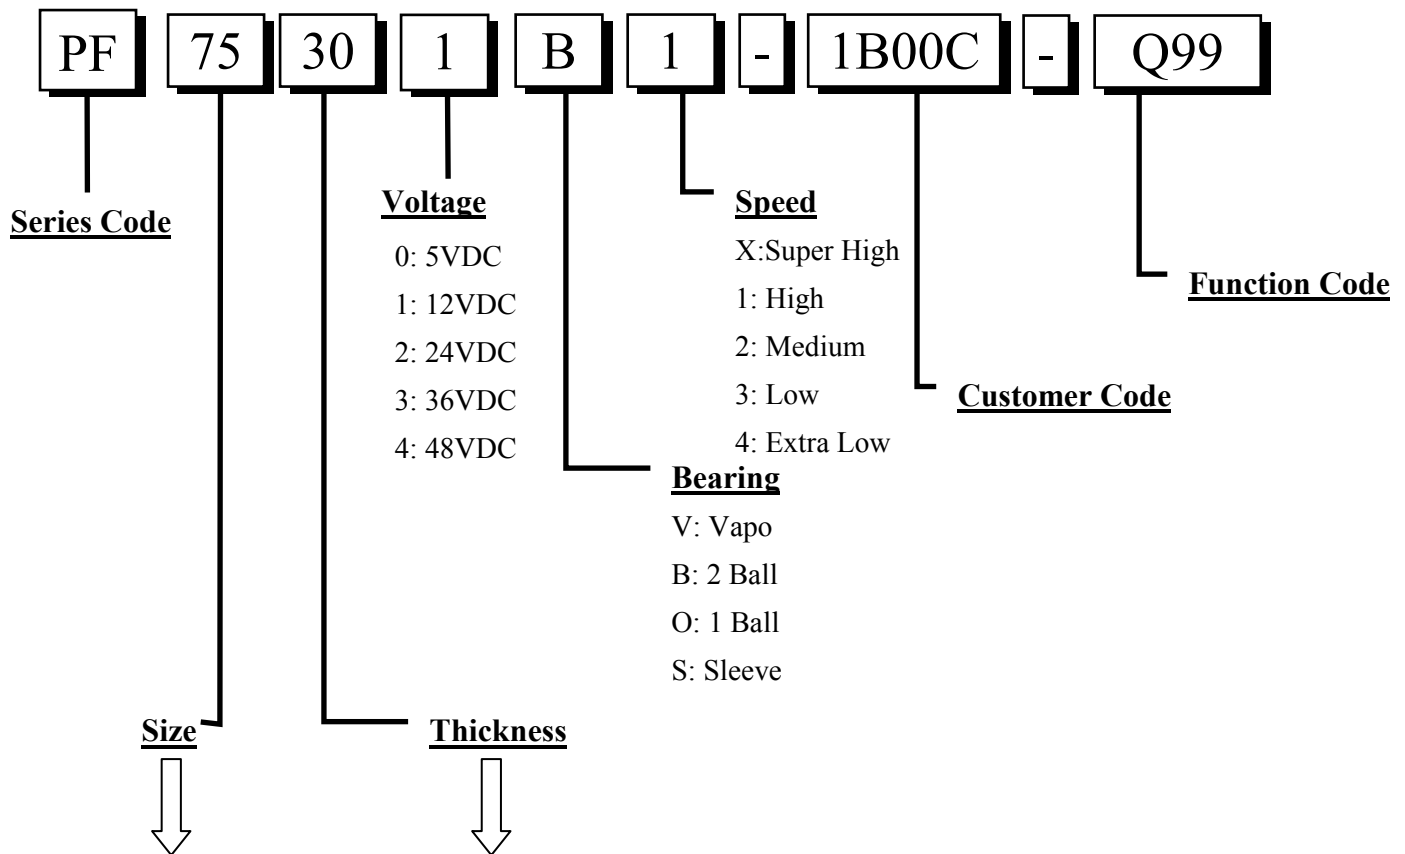 PF 75 30 1 B 1 - 1B00C - Q99
Series Code
Voltage
0: 5VDC
1: 12VDC
2: 24VDC
3: 36VDC
4: 48VDC
Speed
X:Super High
1: High
2: Medium
3: Low
4: Extra Low
Function Code
Customer Code
Bearing
V: Vapo
B: 2 Ball
O: 1 Ball
S: Sleeve
Size
Thickness